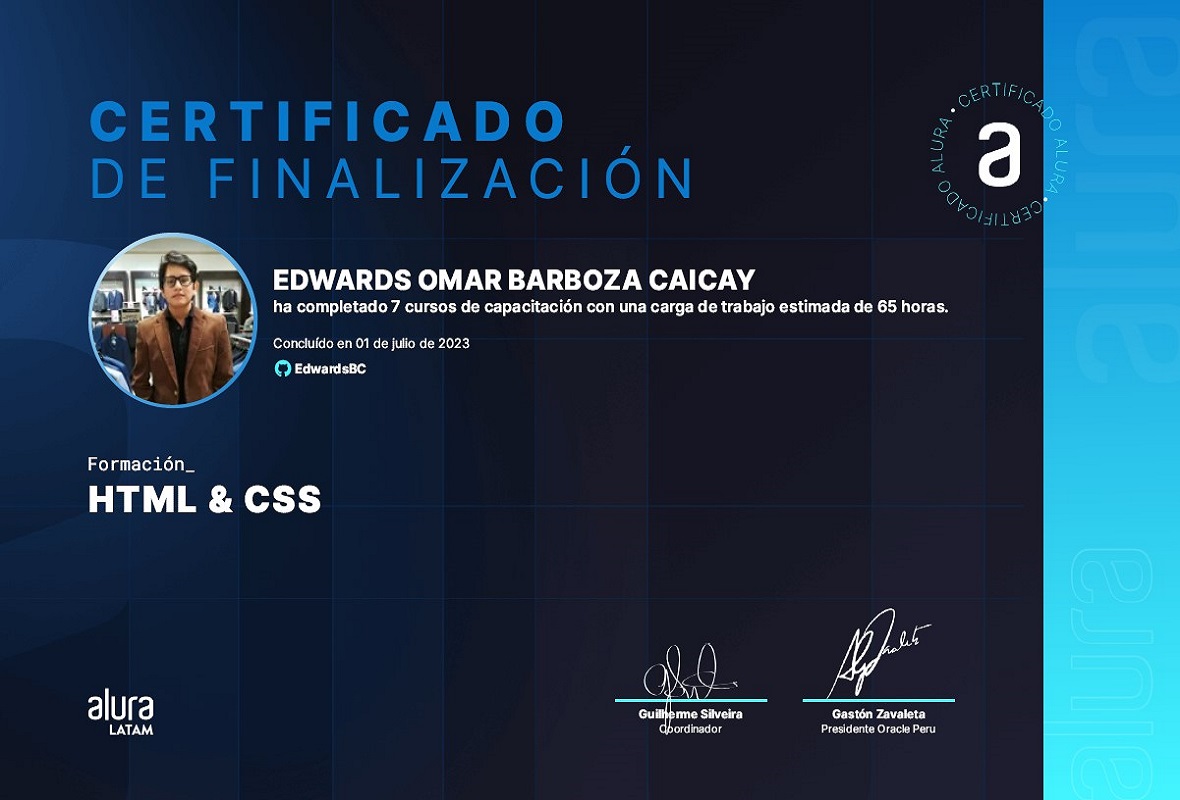 CERTIFICADO
DE FINALIZACIÓN
CERTIFICADO ALURA • CERTIFICADO ALURA •
a
EDWARDS OMAR BARBOZA CAICAY
ha completado 7 cursos de capacitación con una carga de trabajo estimada de 65 horas.
Concluído en 01 de julio de 2023
EdwardsBC
Formación_
HTML & CSS
alura
LATAM
Guilherme Silveira
Coordinador
Gastón Zavaleta
Presidente Oracle Peru
alura
alura